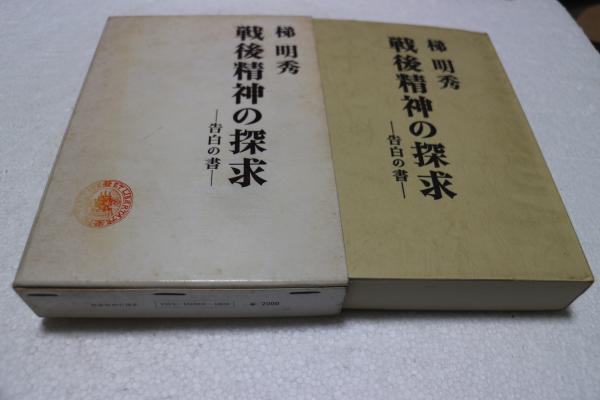 梯 明秀
戦後精神の探求
―告白の書―
梯 明秀
戦後精神の探求
―告白の書―
2000